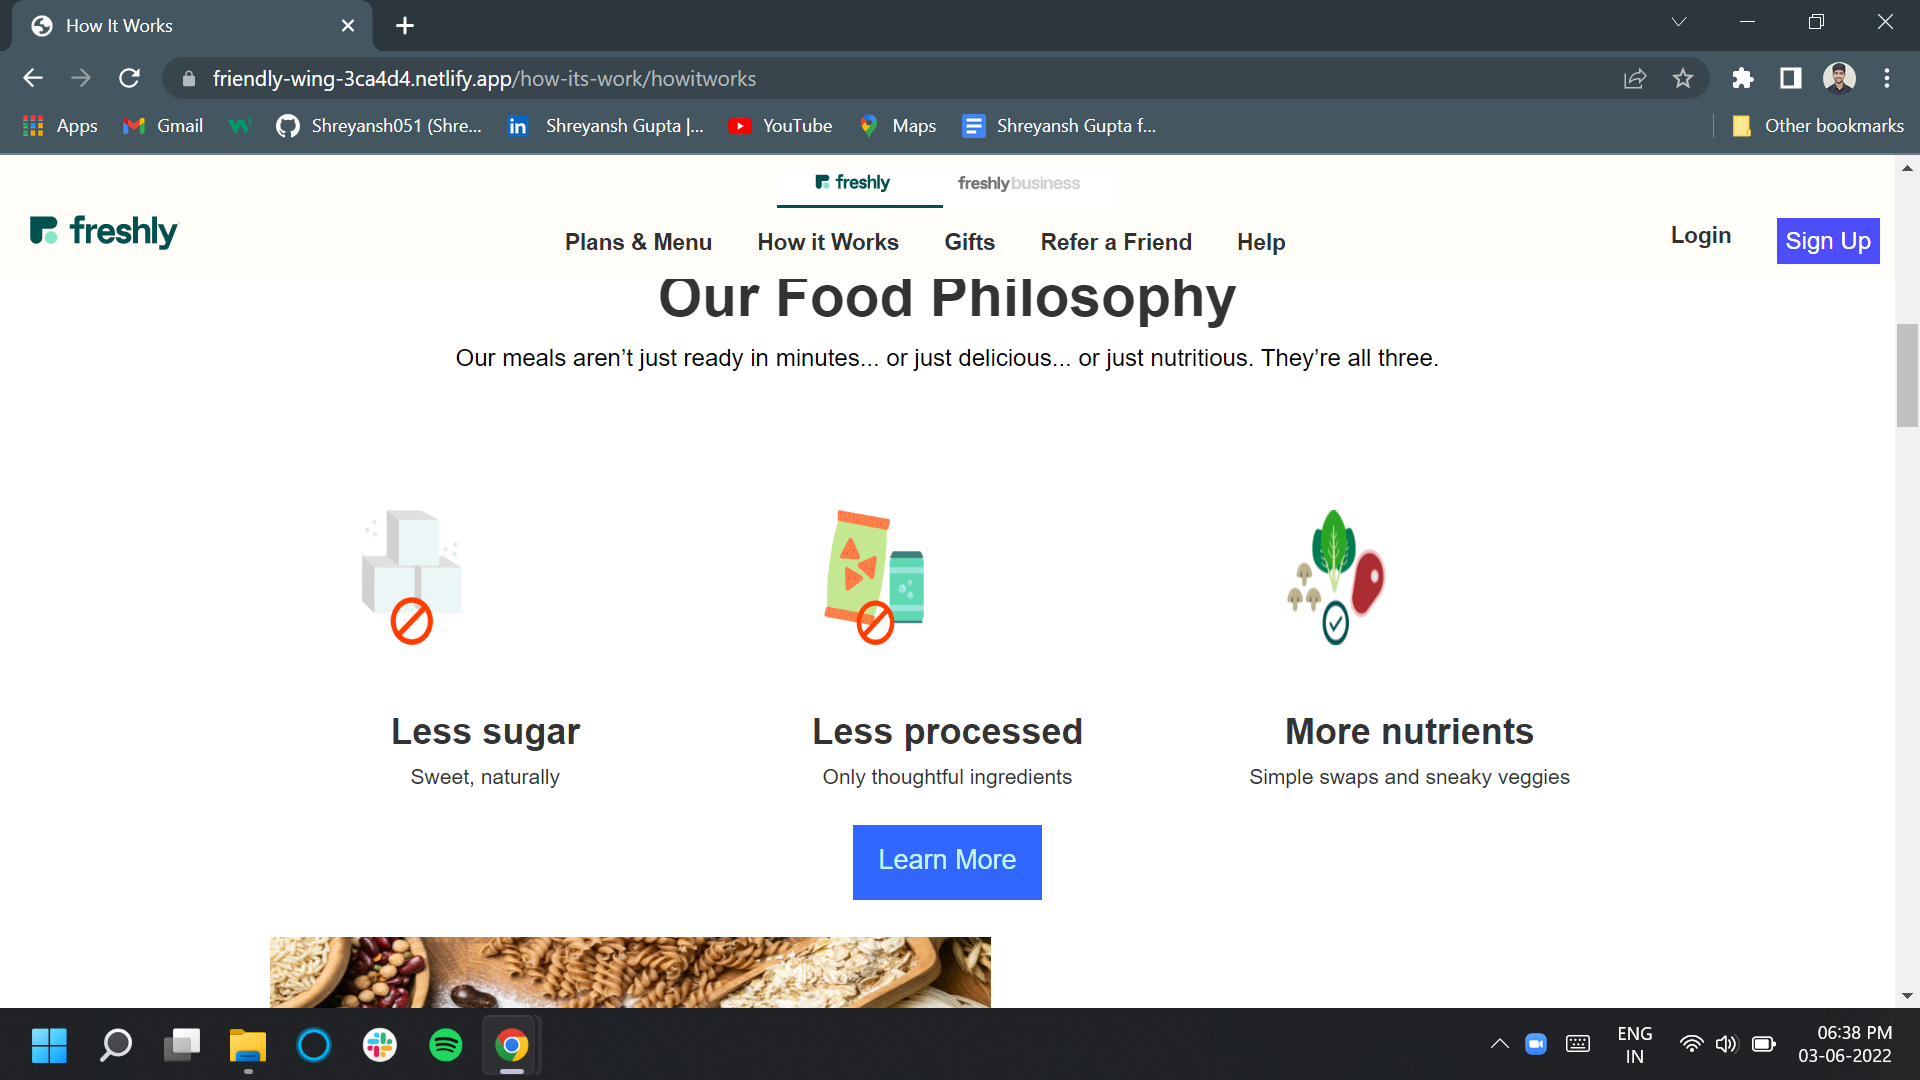 How It Works
friendly-wing-3ca4d4.netlify.app/how-its-work/howitworks
Apps Gmail Shreyansh051 (Shre... Shreyansh Gupta |... YouTube Maps Shreyansh Gupta f... Other bookmarks
freshly freshlybusiness
freshly Plans & Menu How it Works Gifts Refer a Friend Help Login Sign Up
Our Food Philosophy
Our meals aren’t just ready in minutes... or just delicious... or just nutritious. They’re all three.
Less sugar Less processed More nutrients
Sweet, naturally Only thoughtful ingredients Simple swaps and sneaky veggies
Learn More
ENG 06:38 PM
IN 03-06-2022